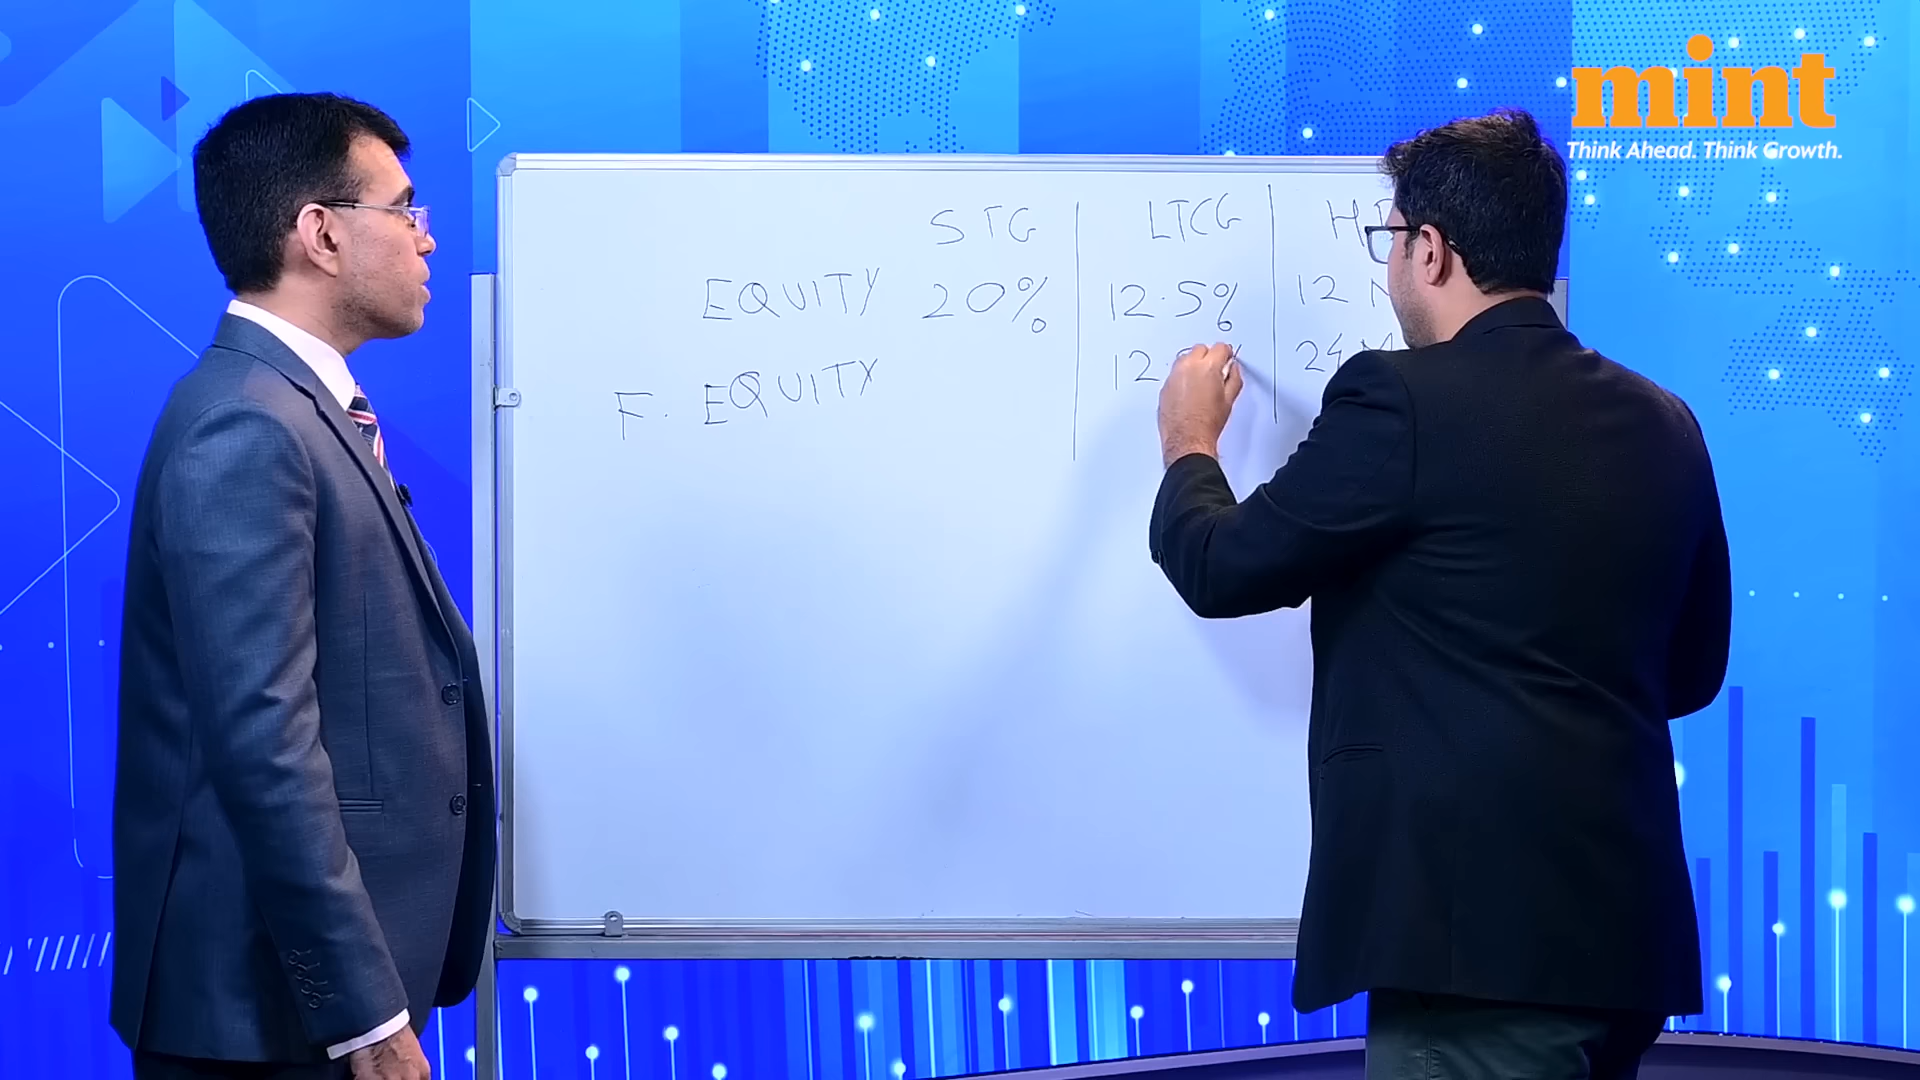 mint
Think Ahead. Think Growth.
STG LTCG
EQUITY 20% 12.5% 12
F. EQUITY